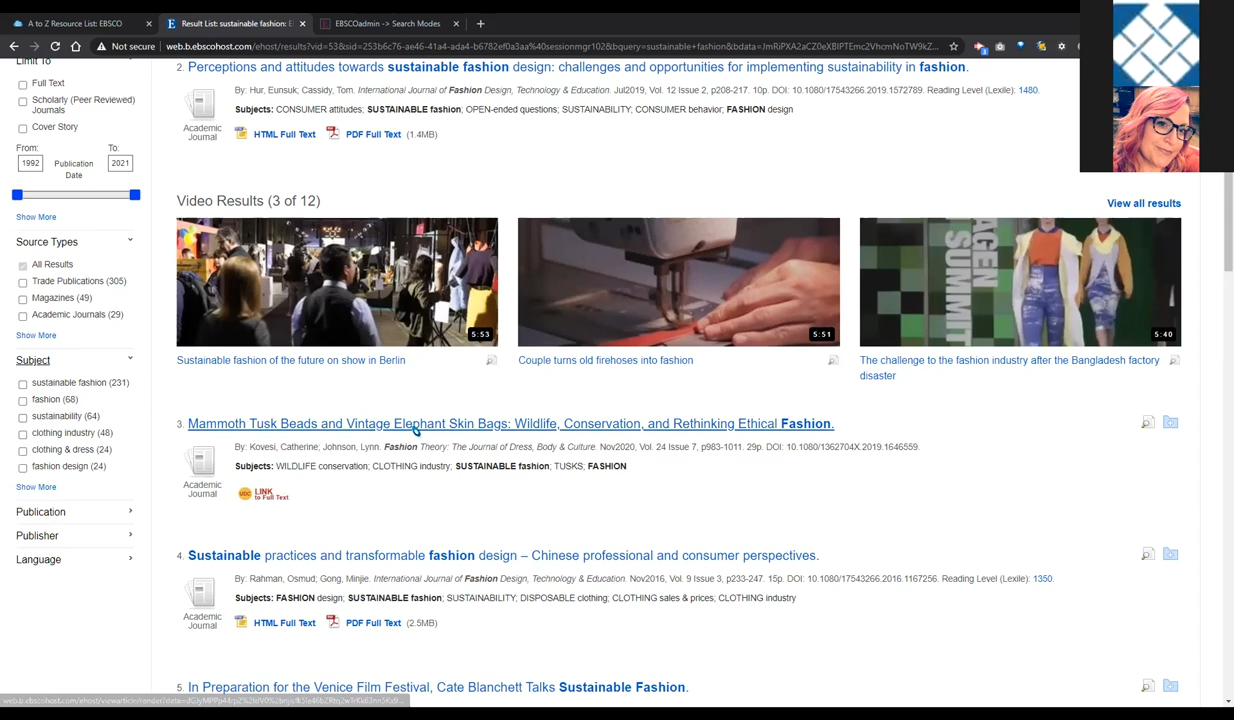 A to Z Resource List: EBSCO
Result List: sustainable fashion:
EBSCOadmin -> Search Modes
Not secure
Limit To
Full Text
Scholarly (Peer Reviewed)
Journals
Cover Story
From:
To:
1992
Publication
Date
2021
Show More
Source Types
All Results
Trade Publications (305)
Magazines (49)
Academic Journals (29)
Show More
Subject
sustainable fashion (231)
fashion (68)
sustainability (64)
clothing industry (48)
clothing & dress (24)
fashion design (24)
Show More
Publication
Publisher
Language
2. Perceptions and attitudes towards sustainable fashion design: challenges and opportunities for implementing sustainability in fashion.
By: Hur, Eunsuk; Cassidy, Tom. International Journal of Fashion Design, Technology & Education. Jul2019, Vol. 12 Issue 2, p208-217. 10p. DOI: 10.1080/17543266.2019.1572789. Reading Level (Lexile): 1480.
Subjects: CONSUMER attitudes; SUSTAINABLE fashion; OPEN-ended questions; SUSTAINABILITY; CONSUMER behavior; FASHION design
Academic
Journal
HTML Full Text
PDF Full Text (1.4MB)
Video Results (3 of 12)
View all results
AGEN
SUMMIT
5:53
5:51
5:40
Sustainable fashion of the future on show in Berlin
Couple turns old firehoses into fashion
The challenge to the fashion industry after the Bangladesh factory
disaster
3. Mammoth Tusk Beads and Vintage Elephant Skin Bags: Wildlife, Conservation, and Rethinking Ethical Fashion.
By: Kovesi, Catherine; Johnson, Lynn. Fashion Theory: The Journal of Dress, Body & Culture. Nov2020, Vol. 24 Issue 7, p983-1011. 29p. DOI: 10.1080/1362704X.2019.1646559.
Subjects: WILDLIFE conservation; CLOTHING industry; SUSTAINABLE fashion; TUSKS; FASHION
Academic
Journal
UDC LINK
to Full Text
4. Sustainable practices and transformable fashion design – Chinese professional and consumer perspectives.
By: Rahman, Osmud; Gong, Minjie. International Journal of Fashion Design, Technology & Education. Nov2016, Vol. 9 Issue 3, p233-247. 15p. DOI: 10.1080/17543266.2016.1167256. Reading Level (Lexile): 1350.
Subjects: FASHION design; SUSTAINABLE fashion; SUSTAINABILITY; DISPOSABLE clothing; CLOTHING sales & prices; CLOTHING industry
Academic
Journal
HTML Full Text
PDF Full Text (2.5MB)
5. In Preparation for the Venice Film Festival, Cate Blanchett Talks Sustainable Fashion.